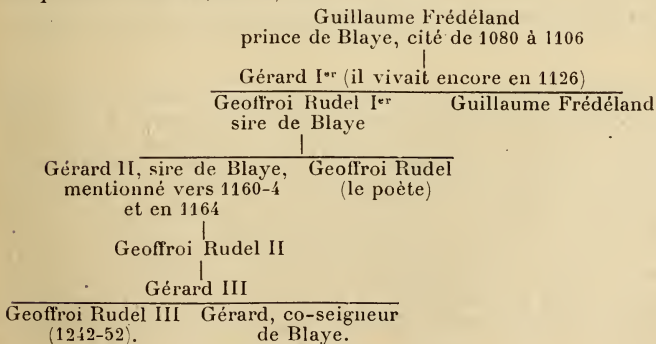 Guillaume Frédéland
prince de Blaye, cité de 1080 à 1106
Gérard Iᵉʳ (il vivait encore en 1126)
Geoffroi Rudel Iᵉʳ Guillaume Frédéland
sire de Blaye
Gérard II, sire de Blaye, Geoffroi Rudel
mentionné vers 1160-4 (le poète)
et en 1164
Geoffroi Rudel II
Gérard III
Geoffroi Rudel III Gérard, co-seigneur
(1242-52). de Blaye.